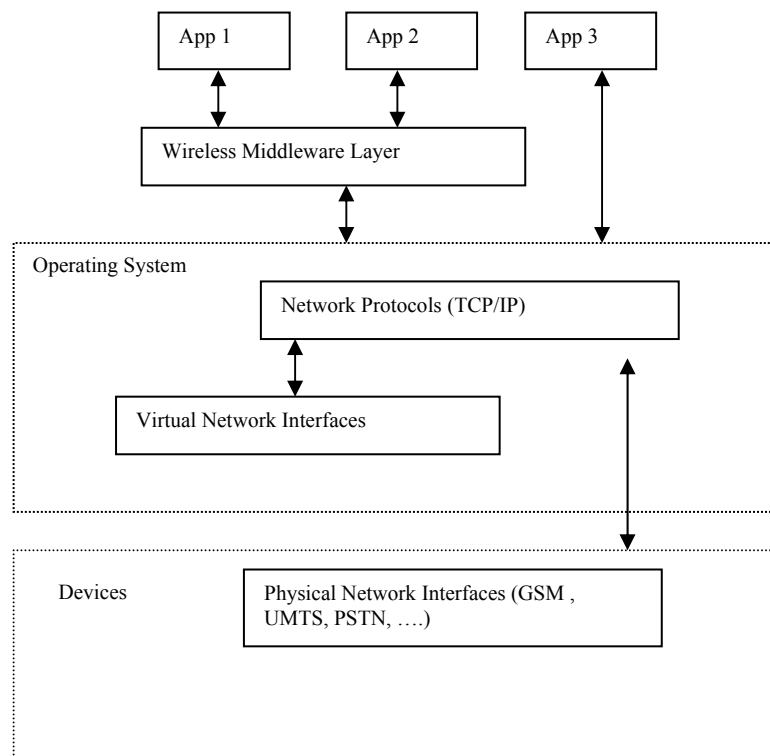 App 1
App 2
App 3
Wireless Middleware Layer
Operating System
Network Protocols (TCP/IP)
Virtual Network Interfaces
Devices
Physical Network Interfaces (GSM ,
UMTS, PSTN, ….)